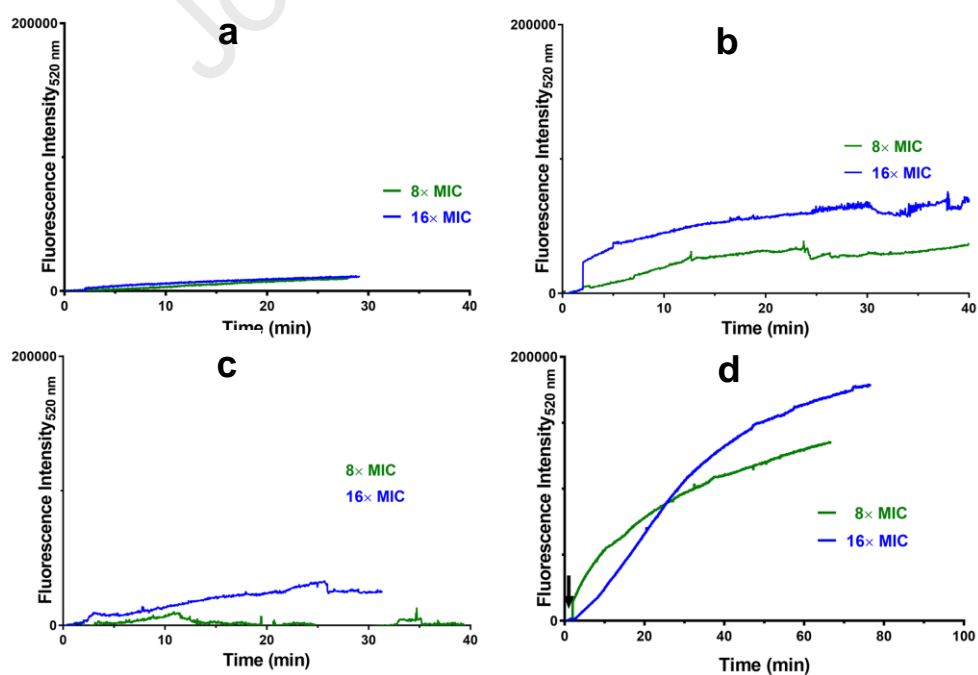 Jo
a
200000
Fluorescence Intensity520 nm
8× MIC
16× MIC
0
0 10 20 30 40
Time (min)
b
200000
Fluorescence Intensity520 nm
8× MIC
16× MIC
0
0 10 20 30 40
Time (min)
c
200000
Fluorescence Intensity520 nm
8× MIC
16× MIC
0
0 10 20 30 40
Time (min)
d
200000
Fluorescence Intensity520 nm
8× MIC
16× MIC
0
0 20 40 60 80 100
Time (min)